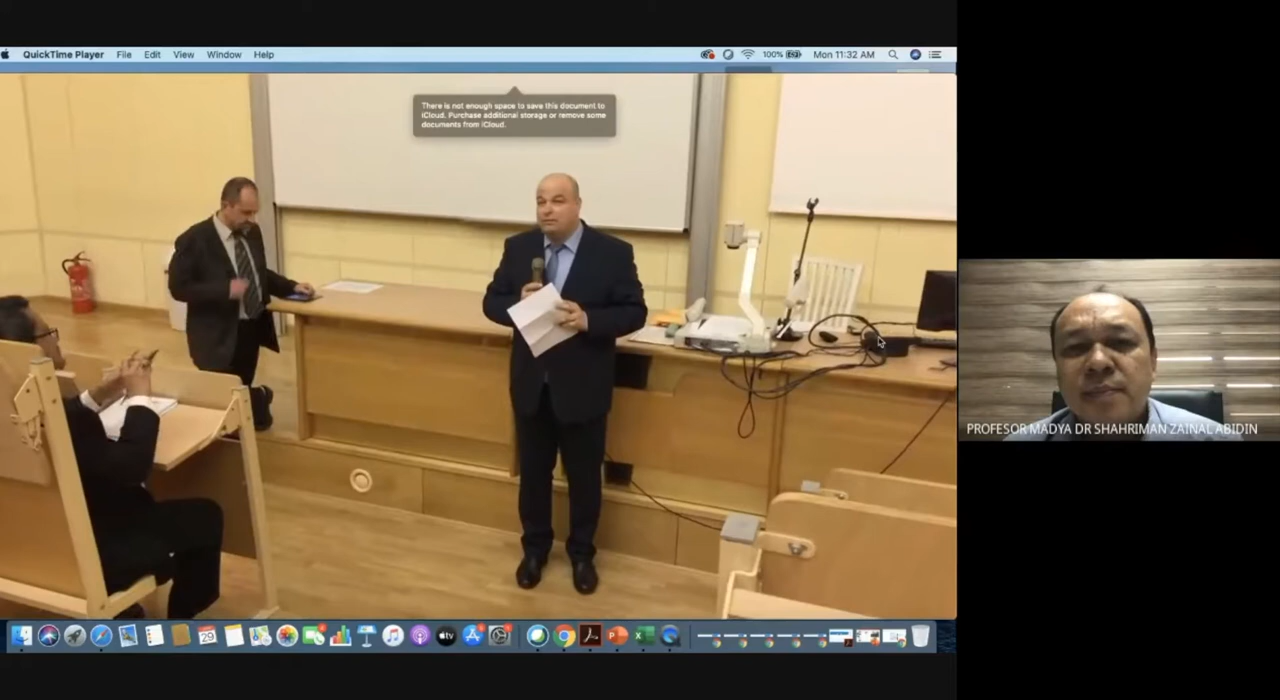 QuickTime Player File Edit View Window Help
100%
Mon 11:32 AM
There is not enough space to save this document to
iCloud. Purchase additional storage or remove some
documents from iCloud.
PROFESOR MADYA DR SHAHRIMAN ZAINAL ABIDIN
29
tv